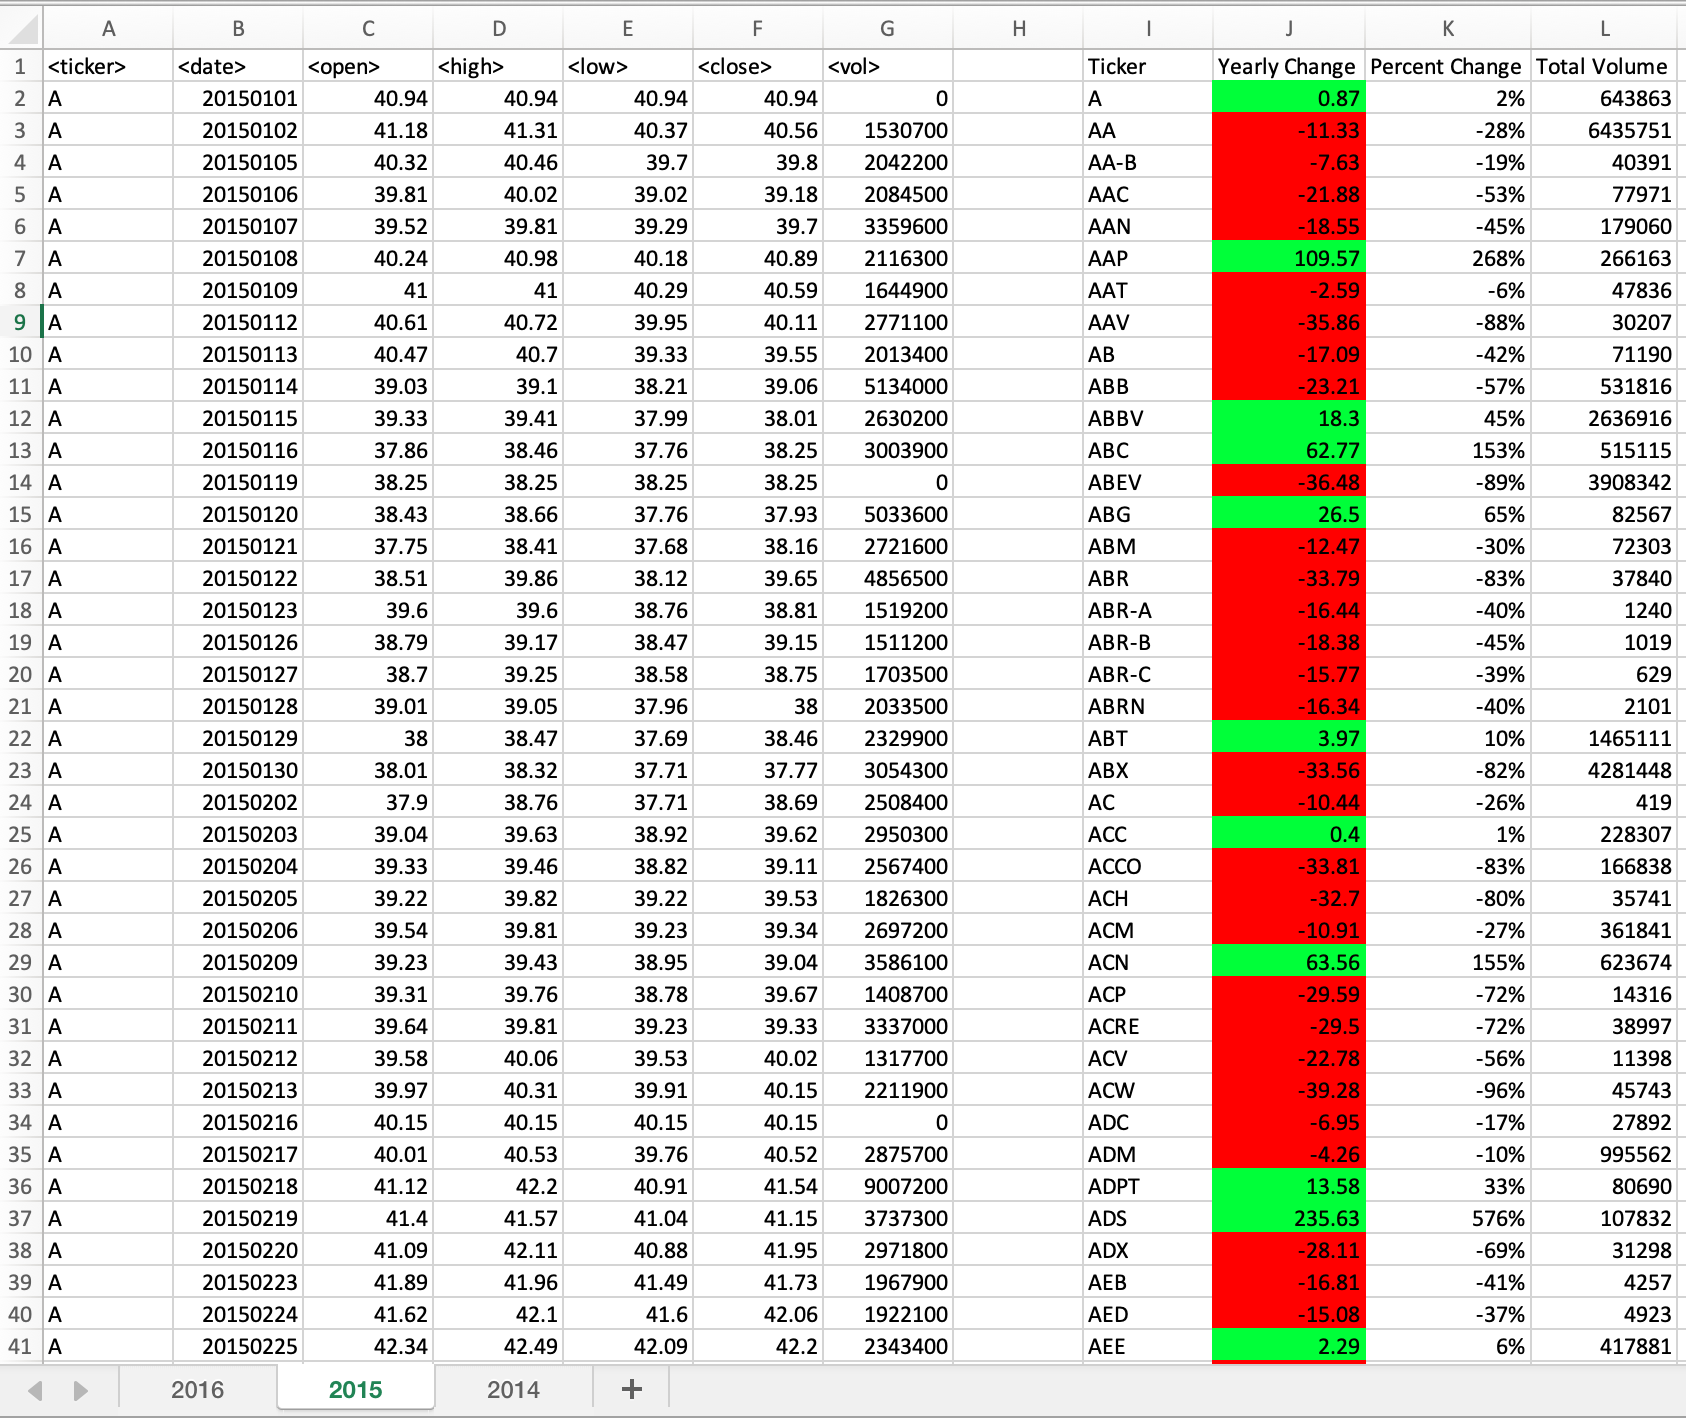 A B C D E F G H I J K L
1 <ticker> <date> <open> <high> <low> <close> <vol> Ticker Yearly Change Percent Change Total Volume
2 A 20150101 40.94 40.94 40.94 40.94 0 A 0.87 2% 643863
3 A 20150102 41.18 41.31 40.37 40.56 1530700 AA -11.33 -28% 6435751
4 A 20150105 40.32 40.46 39.7 39.8 2042200 AA-B -7.63 -19% 40391
5 A 20150106 39.81 40.02 39.02 39.18 2084500 AAC -21.88 -53% 77971
6 A 20150107 39.52 39.81 39.29 39.7 3359600 AAN -18.55 -45% 179060
7 A 20150108 40.24 40.98 40.18 40.89 2116300 AAP 109.57 268% 266163
8 A 20150109 41 41 40.29 40.59 1644900 AAT -2.59 -6% 47836
9 A 20150112 40.61 40.72 39.95 40.11 2771100 AAV -35.86 -88% 30207
10 A 20150113 40.47 40.7 39.33 39.55 2013400 AB -17.09 -42% 71190
11 A 20150114 39.03 39.1 38.21 39.06 5134000 ABB -23.21 -57% 531816
12 A 20150115 39.33 39.41 37.99 38.01 2630200 ABBV 18.3 45% 2636916
13 A 20150116 37.86 38.46 37.76 38.25 3003900 ABC 62.77 153% 515115
14 A 20150119 38.25 38.25 38.25 38.25 0 ABEV -36.48 -89% 3908342
15 A 20150120 38.43 38.66 37.76 37.93 5033600 ABG 26.5 65% 82567
16 A 20150121 37.75 38.41 37.68 38.16 2721600 ABM -12.47 -30% 72303
17 A 20150122 38.51 39.86 38.12 39.65 4856500 ABR -33.79 -83% 37840
18 A 20150123 39.6 39.6 38.76 38.81 1519200 ABR-A -16.44 -40% 1240
19 A 20150126 38.79 39.17 38.47 39.15 1511200 ABR-B -18.38 -45% 1019
20 A 20150127 38.7 39.25 38.58 38.75 1703500 ABR-C -15.77 -39% 629
21 A 20150128 39.01 39.05 37.96 38 2033500 ABRN -16.34 -40% 2101
22 A 20150129 38 38.47 37.69 38.46 2329900 ABT 3.97 10% 1465111
23 A 20150130 38.01 38.32 37.71 37.77 3054300 ABX -33.56 -82% 4281448
24 A 20150202 37.9 38.76 37.71 38.69 2508400 AC -10.44 -26% 419
25 A 20150203 39.04 39.63 38.92 39.62 2950300 ACC 0.4 1% 228307
26 A 20150204 39.33 39.46 38.82 39.11 2567400 ACCO -33.81 -83% 166838
27 A 20150205 39.22 39.82 39.22 39.53 1826300 ACH -32.7 -80% 35741
28 A 20150206 39.54 39.81 39.23 39.34 2697200 ACM -10.91 -27% 361841
29 A 20150209 39.23 39.43 38.95 39.04 3586100 ACN 63.56 155% 623674
30 A 20150210 39.31 39.76 38.78 39.67 1408700 ACP -29.59 -72% 14316
31 A 20150211 39.64 39.81 39.23 39.33 3337000 ACRE -29.5 -72% 38997
32 A 20150212 39.58 40.06 39.53 40.02 1317700 ACV -22.78 -56% 11398
33 A 20150213 39.97 40.31 39.91 40.15 2211900 ACW -39.28 -96% 45743
34 A 20150216 40.15 40.15 40.15 40.15 0 ADC -6.95 -17% 27892
35 A 20150217 40.01 40.53 39.76 40.52 2875700 ADM -4.26 -10% 995562
36 A 20150218 41.12 42.2 40.91 41.54 9007200 ADPT 13.58 33% 80690
37 A 20150219 41.4 41.57 41.04 41.15 3737300 ADS 235.63 576% 107832
38 A 20150220 41.09 42.11 40.88 41.95 2971800 ADX -28.11 -69% 31298
39 A 20150223 41.89 41.96 41.49 41.73 1967900 AEB -16.81 -41% 4257
40 A 20150224 41.62 42.1 41.6 42.06 1922100 AED -15.08 -37% 4923
41 A 20150225 42.34 42.49 42.09 42.2 2343400 AEE 2.29 6% 417881
2016 2015 2014 +